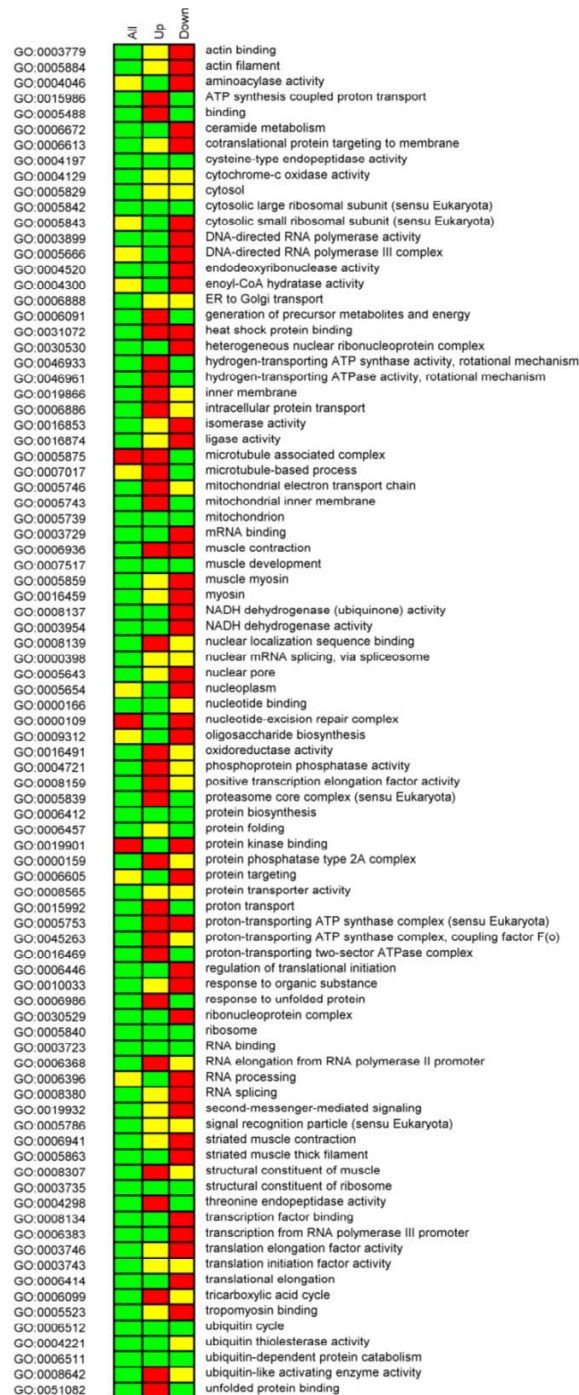 All Up Down
GO:0003779 actin binding
GO:0005884 actin filament
GO:0004046 aminoacylase activity
GO:0015986 ATP synthesis coupled proton transport
GO:0005488 binding
GO:0006672 ceramide metabolism
GO:0006613 cotranslational protein targeting to membrane
GO:0004197 cysteine-type endopeptidase activity
GO:0004129 cytochrome-c oxidase activity
GO:0005829 cytosol
GO:0005842 cytosolic large ribosomal subunit (sensu Eukaryota)
GO:0005843 cytosolic small ribosomal subunit (sensu Eukaryota)
GO:0003899 DNA-directed RNA polymerase activity
GO:0005666 DNA-directed RNA polymerase III complex
GO:0004520 endodeoxyribonuclease activity
GO:0004300 enoyl-CoA hydratase activity
GO:0006888 ER to Golgi transport
GO:0006091 generation of precursor metabolites and energy
GO:0031072 heat shock protein binding
GO:0030530 heterogeneous nuclear ribonucleoprotein complex
GO:0046933 hydrogen-transporting ATP synthase activity, rotational mechanism
GO:0046961 hydrogen-transporting ATPase activity, rotational mechanism
GO:0019866 inner membrane
GO:0006886 intracellular protein transport
GO:0016853 isomerase activity
GO:0016874 ligase activity
GO:0005875 microtubule associated complex
GO:0007017 microtubule-based process
GO:0005746 mitochondrial electron transport chain
GO:0005743 mitochondrial inner membrane
GO:0005739 mitochondrion
GO:0003729 mRNA binding
GO:0006936 muscle contraction
GO:0007517 muscle development
GO:0005859 muscle myosin
GO:0016459 myosin
GO:0008137 NADH dehydrogenase (ubiquinone) activity
GO:0003954 NADH dehydrogenase activity
GO:0008139 nuclear localization sequence binding
GO:0000398 nuclear mRNA splicing, via spliceosome
GO:0005643 nuclear pore
GO:0005654 nucleoplasm
GO:0000166 nucleotide binding
GO:0000109 nucleotide-excision repair complex
GO:0009312 oligosaccharide biosynthesis
GO:0016491 oxidoreductase activity
GO:0004721 phosphoprotein phosphatase activity
GO:0008159 positive transcription elongation factor activity
GO:0005839 proteasome core complex (sensu Eukaryota)
GO:0006412 protein biosynthesis
GO:0006457 protein folding
GO:0019901 protein kinase binding
GO:0000159 protein phosphatase type 2A complex
GO:0006605 protein targeting
GO:0008565 protein transporter activity
GO:0015992 proton transport
GO:0005753 proton-transporting ATP synthase complex (sensu Eukaryota)
GO:0045263 proton-transporting ATP synthase complex, coupling factor F(o)
GO:0016469 proton-transporting two-sector ATPase complex
GO:0006446 regulation of translational initiation
GO:0010033 response to organic substance
GO:0006986 response to unfolded protein
GO:0030529 ribonucleoprotein complex
GO:0005840 ribosome
GO:0003723 RNA binding
GO:0006368 RNA elongation from RNA polymerase II promoter
GO:0006396 RNA processing
GO:0008380 RNA splicing
GO:0019932 second-messenger-mediated signaling
GO:0005786 signal recognition particle (sensu Eukaryota)
GO:0006941 striated muscle contraction
GO:0005863 striated muscle thick filament
GO:0008307 structural constituent of muscle
GO:0003735 structural constituent of ribosome
GO:0004298 threonine endopeptidase activity
GO:0008134 transcription factor binding
GO:0006383 transcription from RNA polymerase III promoter
GO:0003746 translation elongation factor activity
GO:0003743 translation initiation factor activity
GO:0006414 translational elongation
GO:0006099 tricarboxylic acid cycle
GO:0005523 tropomyosin binding
GO:0006512 ubiquitin cycle
GO:0004221 ubiquitin thiolesterase activity
GO:0006511 ubiquitin-dependent protein catabolism
GO:0008642 ubiquitin-like activating enzyme activity
GO:0051082 unfolded protein binding